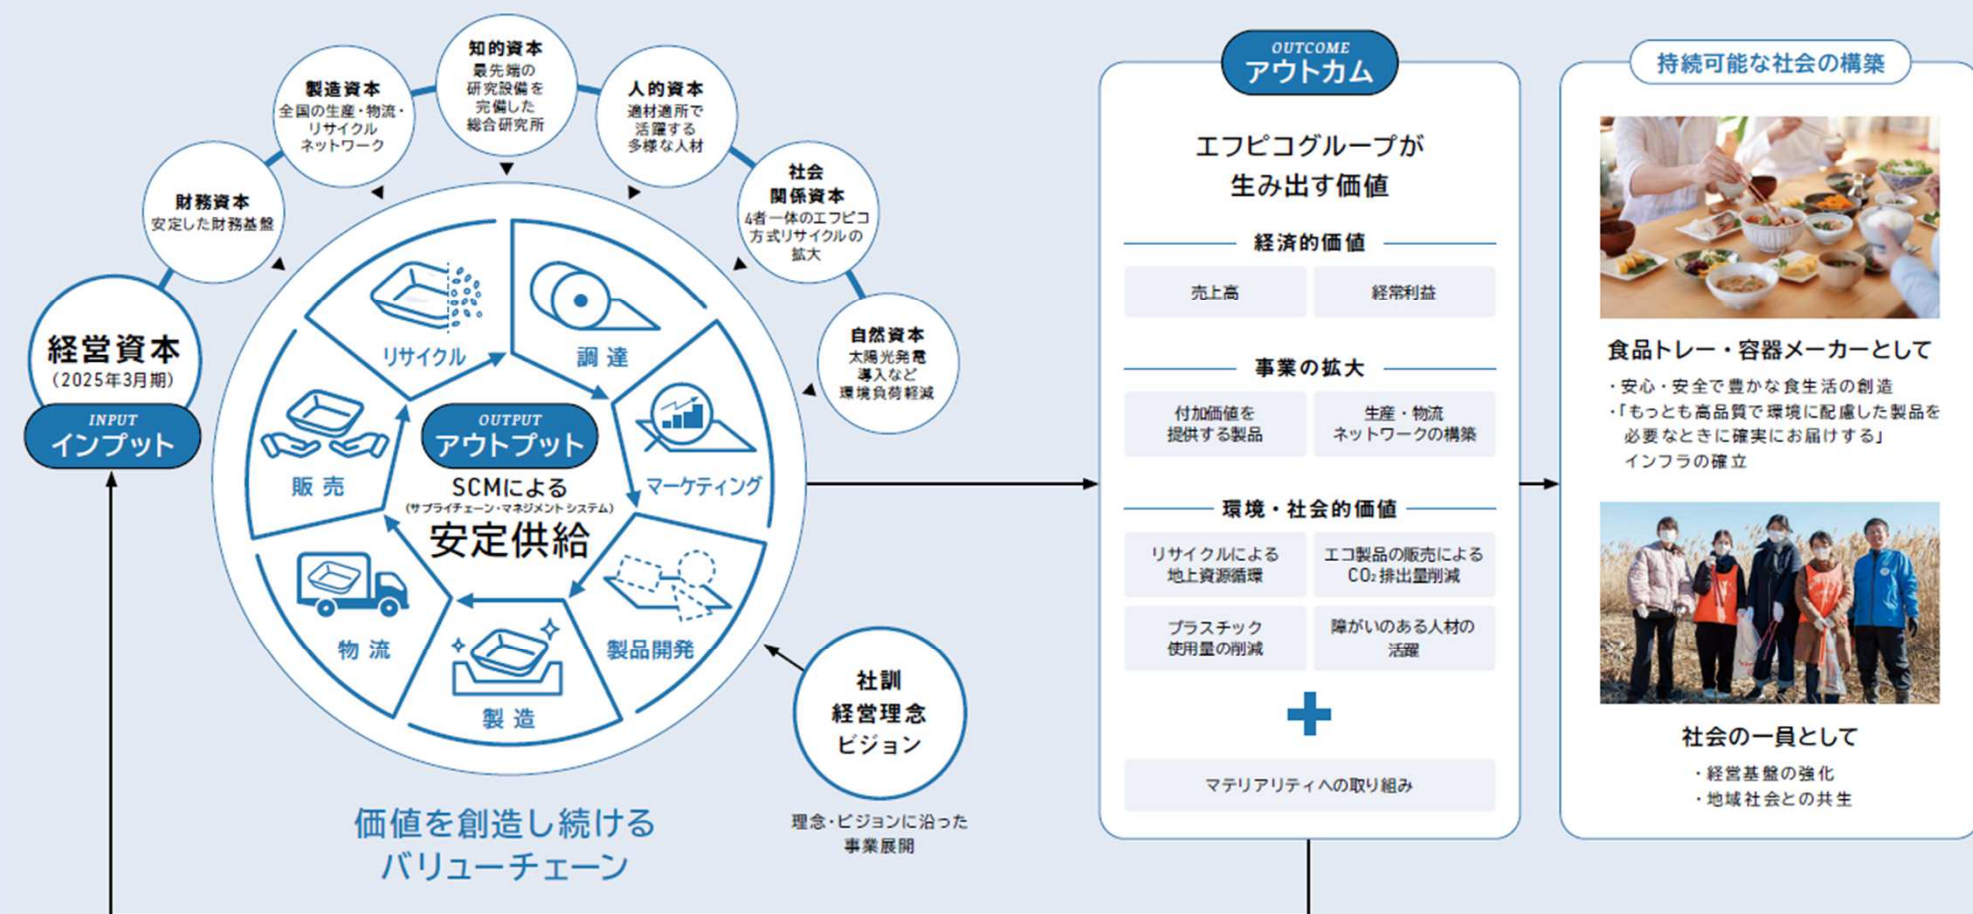 経営資本
（2025年3月期）
INPUT
インプット
財務資本
安定した財務基盤
製造資本
全国の生産・物流・
リサイクル
ネットワーク
知的資本
最先端の
研究設備を
完備した
総合研究所
人的資本
適材適所で
活躍する
多様な人材
社会
関係資本
4者一体のエフピコ
方式リサイクルの
拡大
自然資本
太陽光発電
導入など
環境負荷軽減
リサイクル
調達
マーケティング
製品開発
製造
物流
販売
OUTPUT
アウトプット
SCMによる
（サプライチェーン・マネジメントシステム）
安定供給
価値を創造し続ける
バリューチェーン
社訓
経営理念
ビジョン
理念・ビジョンに沿った
事業展開
OUTCOME
アウトカム
エフピコグループが
生み出す価値
経済的価値
売上高
経常利益
事業の拡大
付加価値を
提供する製品
生産・物流
ネットワークの構築
環境・社会的価値
リサイクルによる
地上資源循環
エコ製品の販売による
CO₂排出量削減
プラスチック
使用量の削減
障がいのある人材の
活躍
マテリアリティへの取り組み
持続可能な社会の構築
食品トレー・容器メーカーとして
・安心・安全で豊かな食生活の創造
・「もっとも高品質で環境に配慮した製品を
必要なときに確実にお届けする」
インフラの確立
社会の一員として
・経営基盤の強化
・地域社会との共生